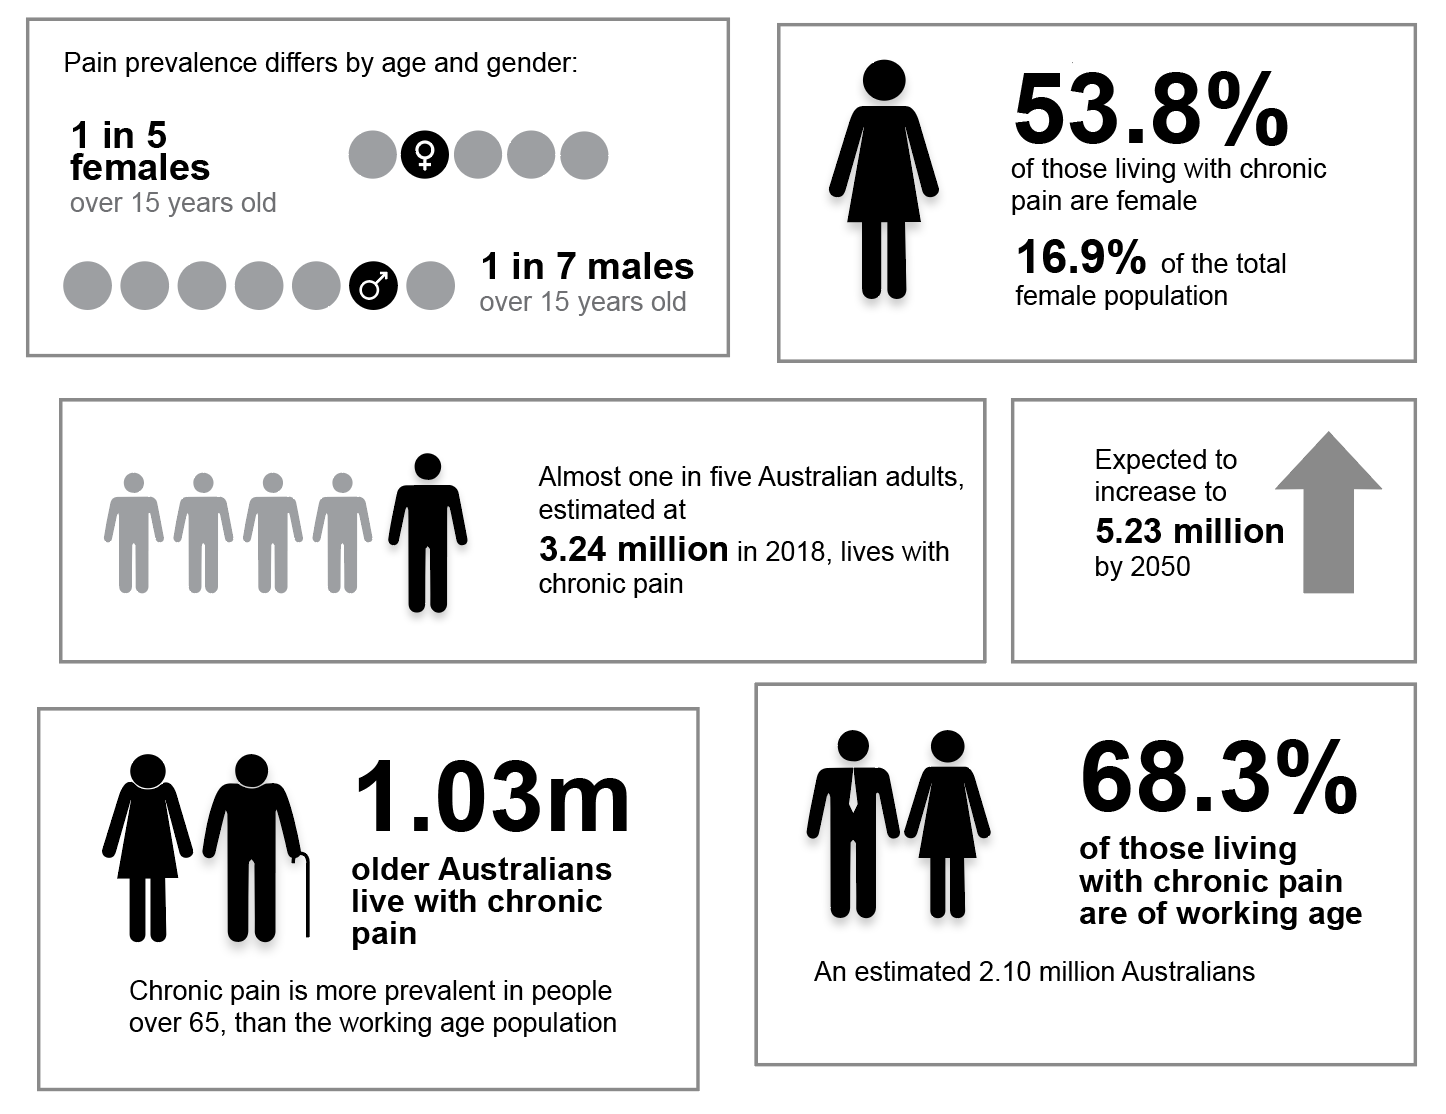 Pain prevalence differs by age and gender:
1 in 5
females
over 15 years old
1 in 7 males
over 15 years old
53.8%
of those living with chronic
pain are female
16.9% of the total
female population
Almost one in five Australian adults,
estimated at
3.24 million in 2018, lives with
chronic pain
Expected to
increase to
5.23 million
by 2050
1.03m
older Australians
live with chronic
pain
Chronic pain is more prevalent in people
over 65, than the working age population
68.3%
of those living
with chronic pain
are of working age
An estimated 2.10 million Australians